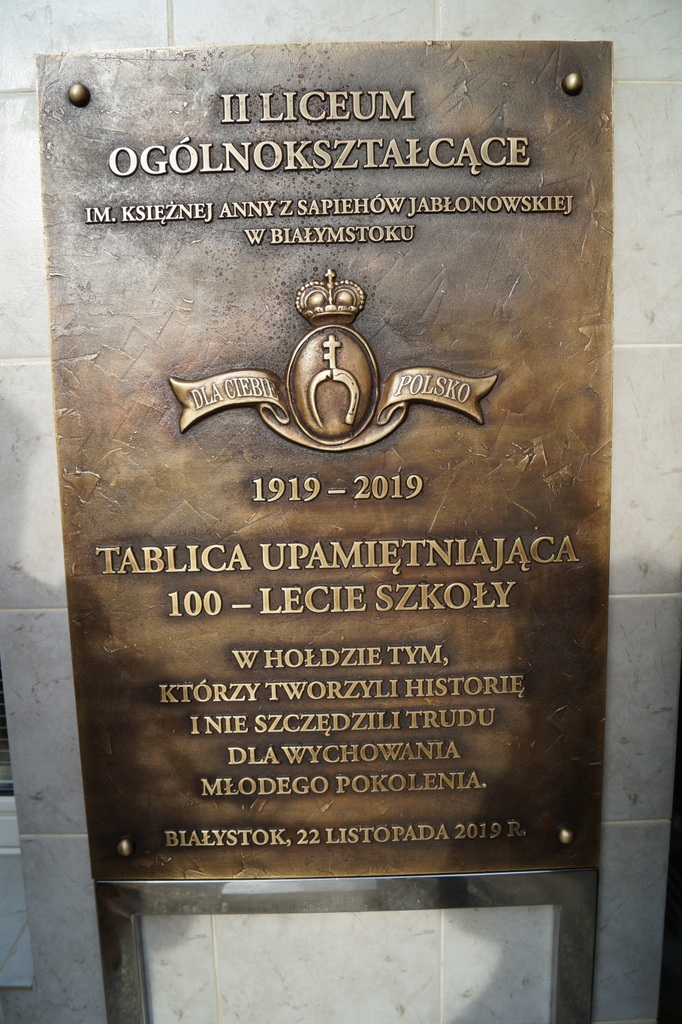 II LICEUM
OGÓLNOKSZTAŁCĄCE
IM. KSIĘŻNEJ ANNY Z SAPIEHÓW JABŁONOWSKIEJ
W BIAŁYMSTOKU
DLA CIEBIE POLSKO
1919 – 2019
TABLICA UPAMIĘTNIAJĄCA
100 – LECIE SZKOŁY
W HOŁDZIE TYM,
KTÓRZY TWORZYLI HISTORIĘ
I NIE SZCZĘDZILI TRUDU
DLA WYCHOWANIA
MŁODEGO POKOLENIA.
BIAŁYSTOK, 22 LISTOPADA 2019 R.